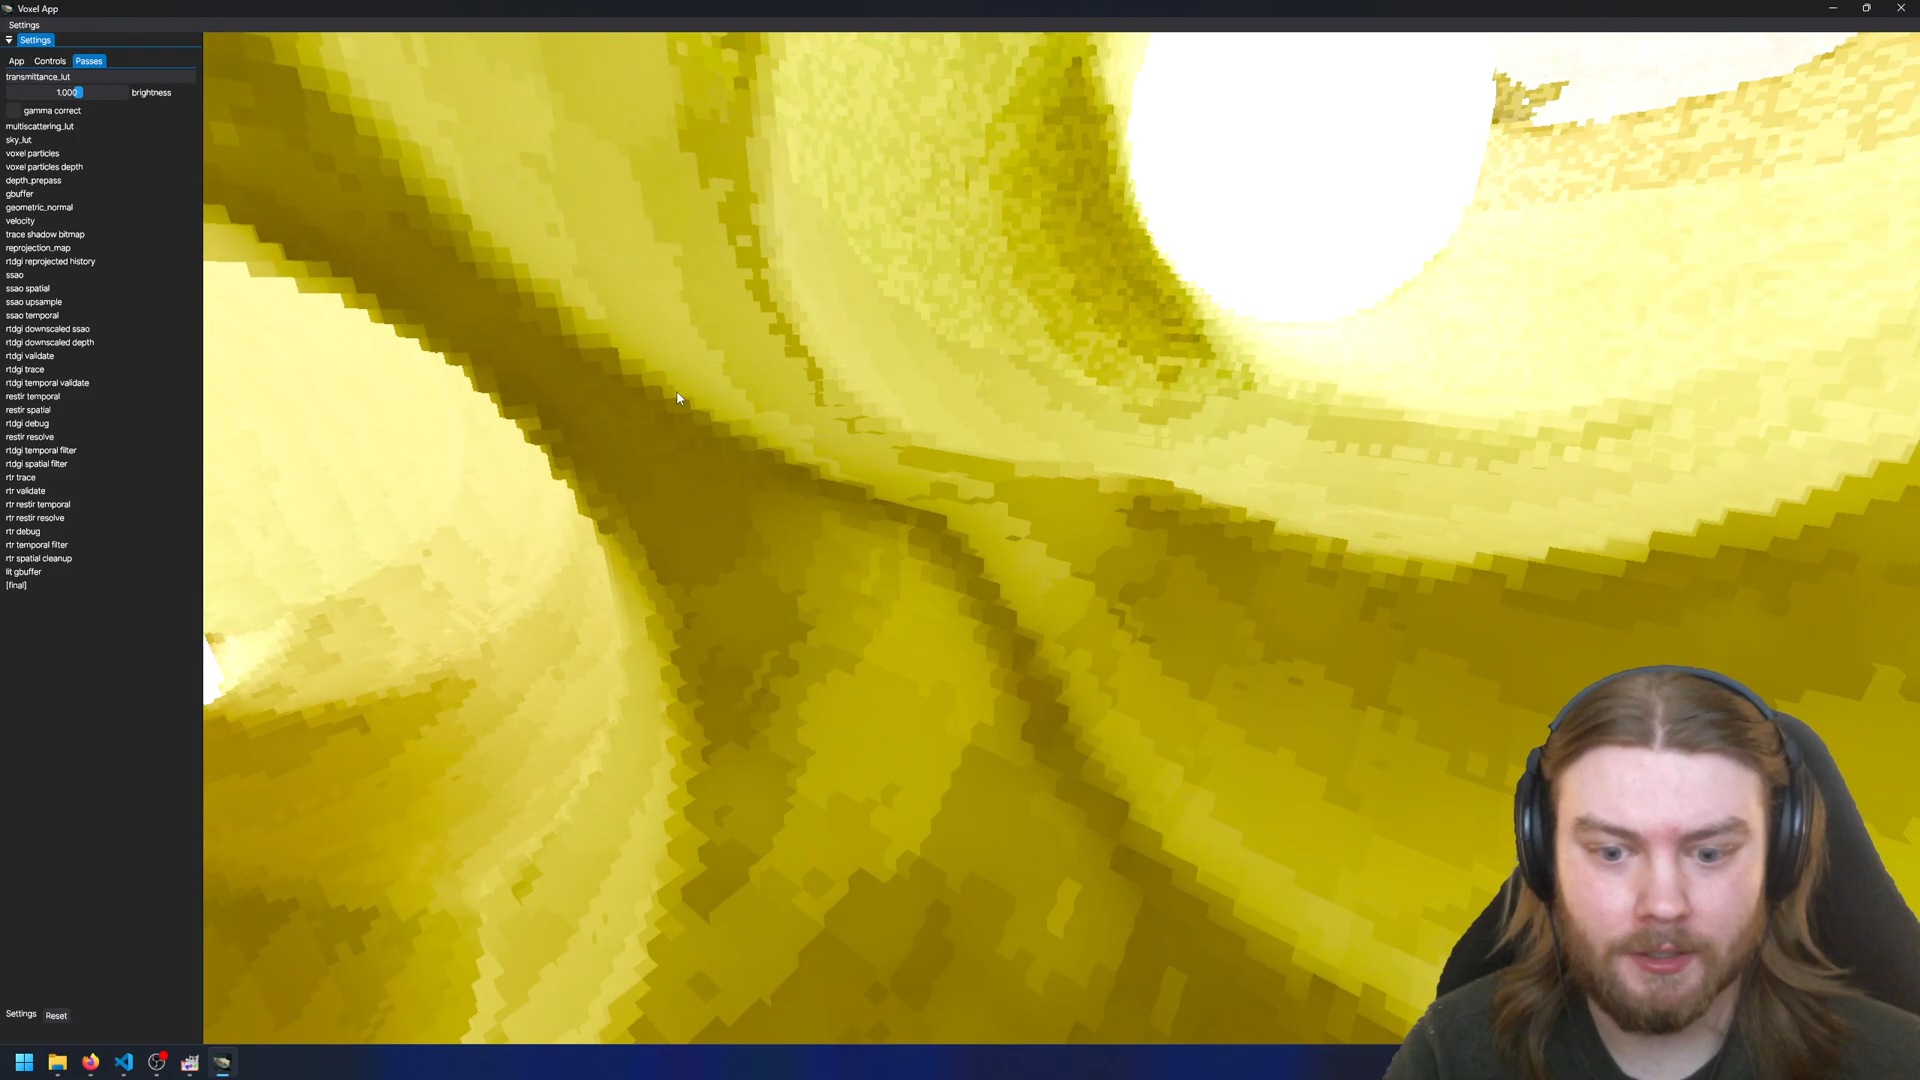 Voxel App
Settings
Settings
App Controls Passes
transmittance_lut
1.000 brightness
gamma correct
multiscattering_lut
sky_lut
voxel particles
voxel particles depth
depth_prepass
gbuffer
geometric_normal
velocity
trace shadow bitmap
reprojection_map
rtdgi reprojected history
ssao
ssao spatial
ssao upsample
ssao temporal
rtdgi downscaled ssao
rtdgi downscaled depth
rtdgi validate
rtdgi trace
rtdgi temporal validate
restir temporal
restir spatial
rtdgi debug
restir resolve
rtdgi temporal filter
rtdgi spatial filter
rtr trace
rtr validate
rtr restir temporal
rtr restir resolve
rtr debug
rtr temporal filter
rtr spatial cleanup
lit gbuffer
[final]
Settings Reset